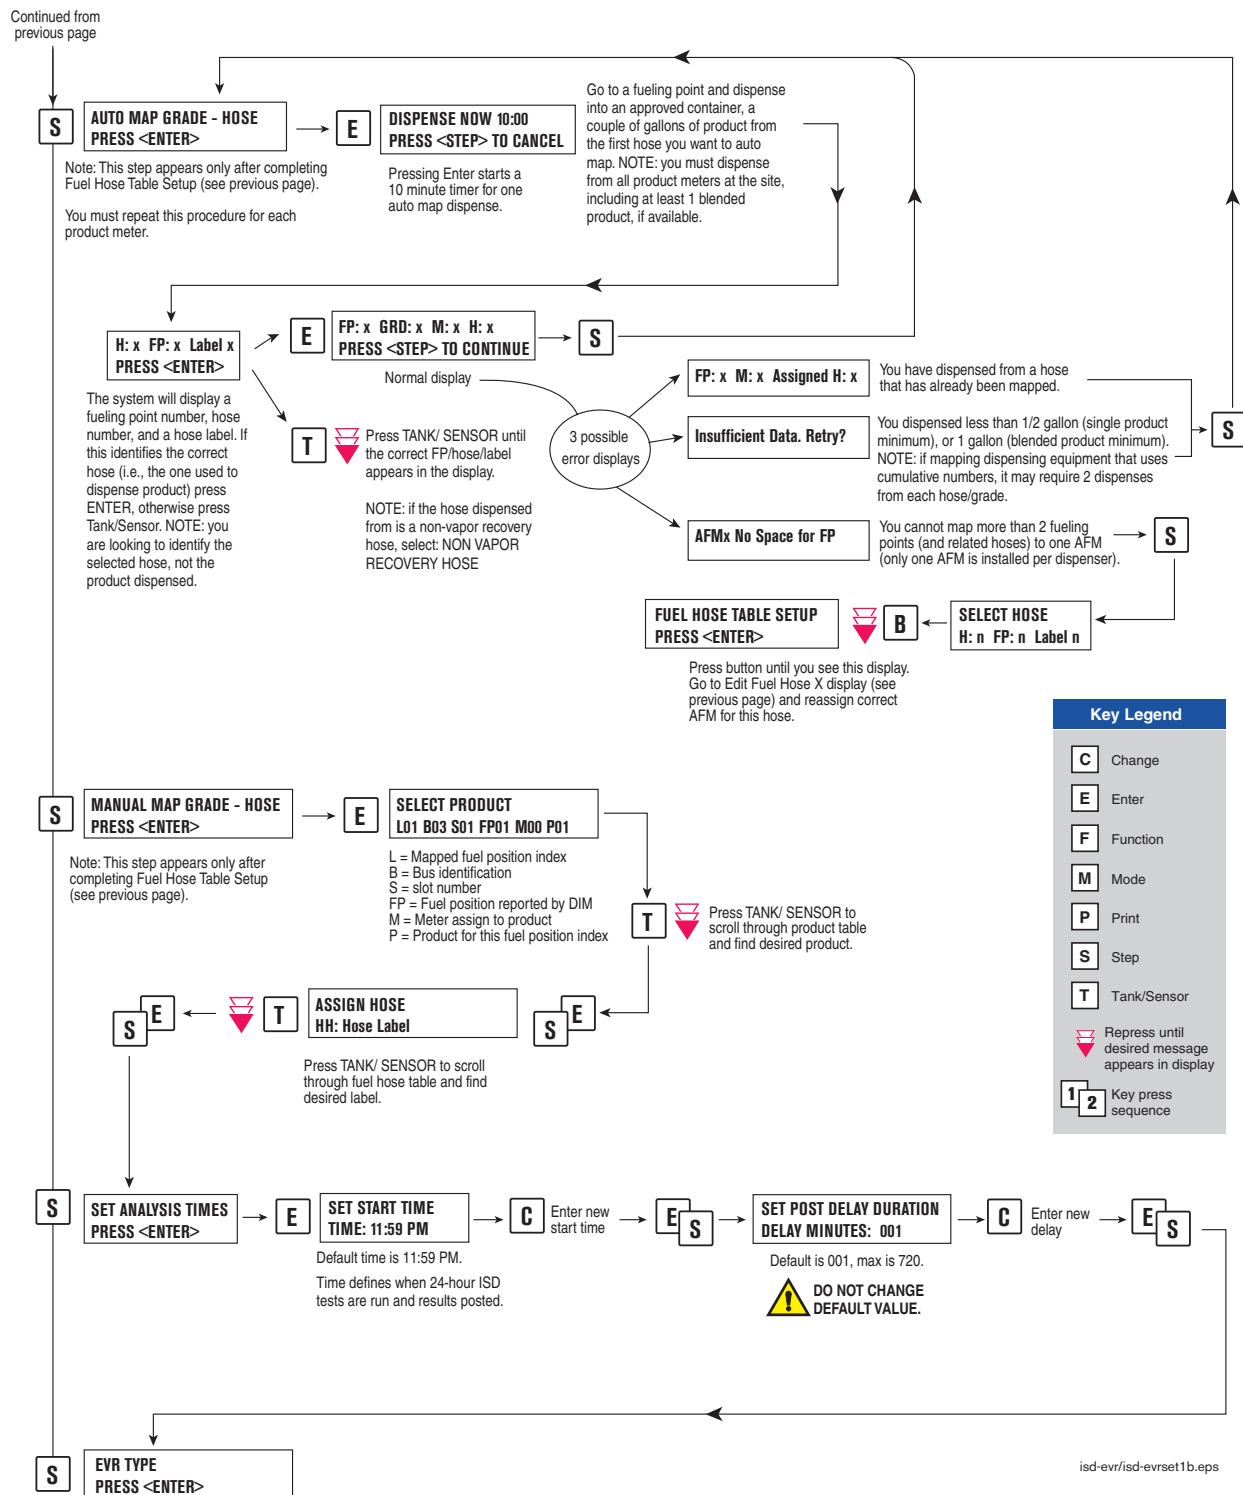 Continued from
previous page
S
AUTO MAP GRADE - HOSE
PRESS <ENTER>
E
DISPENSE NOW 10:00
PRESS <STEP> TO CANCEL
Go to a fueling point and dispense
into an approved container, a
couple of gallons of product from
the first hose you want to auto
map. NOTE: you must dispense
from all product meters at the site,
including at least 1 blended
product, if available.
Note: This step appears only after completing
Fuel Hose Table Setup (see previous page).
You must repeat this procedure for each
product meter.
Pressing Enter starts a
10 minute timer for one
auto map dispense.
H: x FP: x Label x
PRESS <ENTER>
E
FP: x GRD: x M: x H: x
PRESS <STEP> TO CONTINUE
S
Normal display
The system will display a
fueling point number, hose
number, and a hose label. If
this identifies the correct
hose (i.e., the one used to
dispense product) press
ENTER, otherwise press
Tank/Sensor. NOTE: you
are looking to identify the
selected hose, not the
product dispensed.
T
Press TANK/ SENSOR until
the correct FP/hose/label
appears in the display.
NOTE: if the hose dispensed
from is a non-vapor recovery
hose, select: NON VAPOR
RECOVERY HOSE
3 possible
error displays
FP: x M: x Assigned H: x
You have dispensed from a hose
that has already been mapped.
Insufficient Data. Retry?
You dispensed less than 1/2 gallon (single product
minimum), or 1 gallon (blended product minimum).
NOTE: if mapping dispensing equipment that uses
cumulative numbers, it may require 2 dispenses
from each hose/grade.
S
AFMx No Space for FP
You cannot map more than 2 fueling
points (and related hoses) to one AFM
(only one AFM is installed per dispenser).
S
FUEL HOSE TABLE SETUP
PRESS <ENTER>
B
SELECT HOSE
H: n FP: n Label n
Press button until you see this display.
Go to Edit Fuel Hose X display (see
previous page) and reassign correct
AFM for this hose.
Key Legend
C Change
E Enter
F Function
M Mode
P Print
S Step
T Tank/Sensor
Repress until
desired message
appears in display
1 2 Key press
sequence
S
MANUAL MAP GRADE - HOSE
PRESS <ENTER>
E
SELECT PRODUCT
L01 B03 S01 FP01 M00 P01
Note: This step appears only after
completing Fuel Hose Table Setup
(see previous page).
L = Mapped fuel position index
B = Bus identification
S = slot number
FP = Fuel position reported by DIM
M = Meter assign to product
P = Product for this fuel position index
T
Press TANK/ SENSOR to
scroll through product table
and find desired product.
S E
T
ASSIGN HOSE
HH: Hose Label
S E
Press TANK/ SENSOR to scroll
through fuel hose table and find
desired label.
S
SET ANALYSIS TIMES
PRESS <ENTER>
E
SET START TIME
TIME: 11:59 PM
C
Enter new
start time
E S
SET POST DELAY DURATION
DELAY MINUTES: 001
C
Enter new
delay
E S
Default time is 11:59 PM.
Time defines when 24-hour ISD
tests are run and results posted.
Default is 001, max is 720.
DO NOT CHANGE
DEFAULT VALUE.
S
EVR TYPE
PRESS <ENTER>
isd-evr/isd-evrset1b.eps